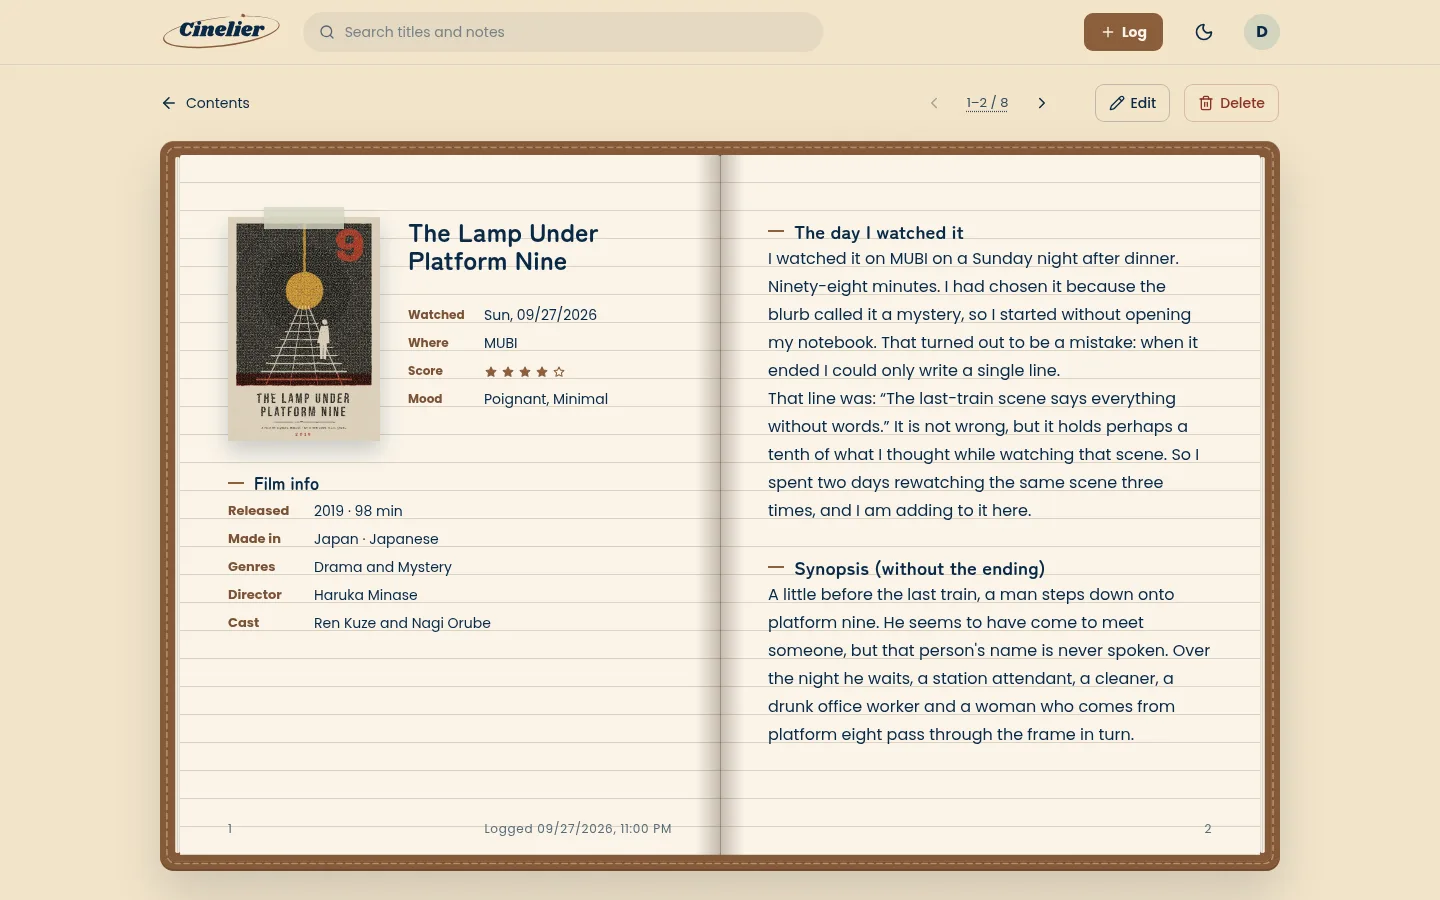 Cinelier
Search titles and notes
Log
D
Contents
1–2 / 8
Edit
Delete
9
THE LAMP UNDER
PLATFORM NINE
2019
The Lamp Under
Platform Nine
Watched Sun, 09/27/2026
Where MUBI
Score
Mood Poignant, Minimal
Film info
Released 2019 · 98 min
Made in Japan · Japanese
Genres Drama and Mystery
Director Haruka Minase
Cast Ren Kuze and Nagi Orube
1
Logged 09/27/2026, 11:00 PM
The day I watched it
I watched it on MUBI on a Sunday night after dinner.
Ninety-eight minutes. I had chosen it because the
blurb called it a mystery, so I started without opening
my notebook. That turned out to be a mistake: when it
ended I could only write a single line.
That line was: “The last-train scene says everything
without words.” It is not wrong, but it holds perhaps a
tenth of what I thought while watching that scene. So I
spent two days rewatching the same scene three
times, and I am adding to it here.
Synopsis (without the ending)
A little before the last train, a man steps down onto
platform nine. He seems to have come to meet
someone, but that person's name is never spoken. Over
the night he waits, a station attendant, a cleaner, a
drunk office worker and a woman who comes from
platform eight pass through the frame in turn.
2